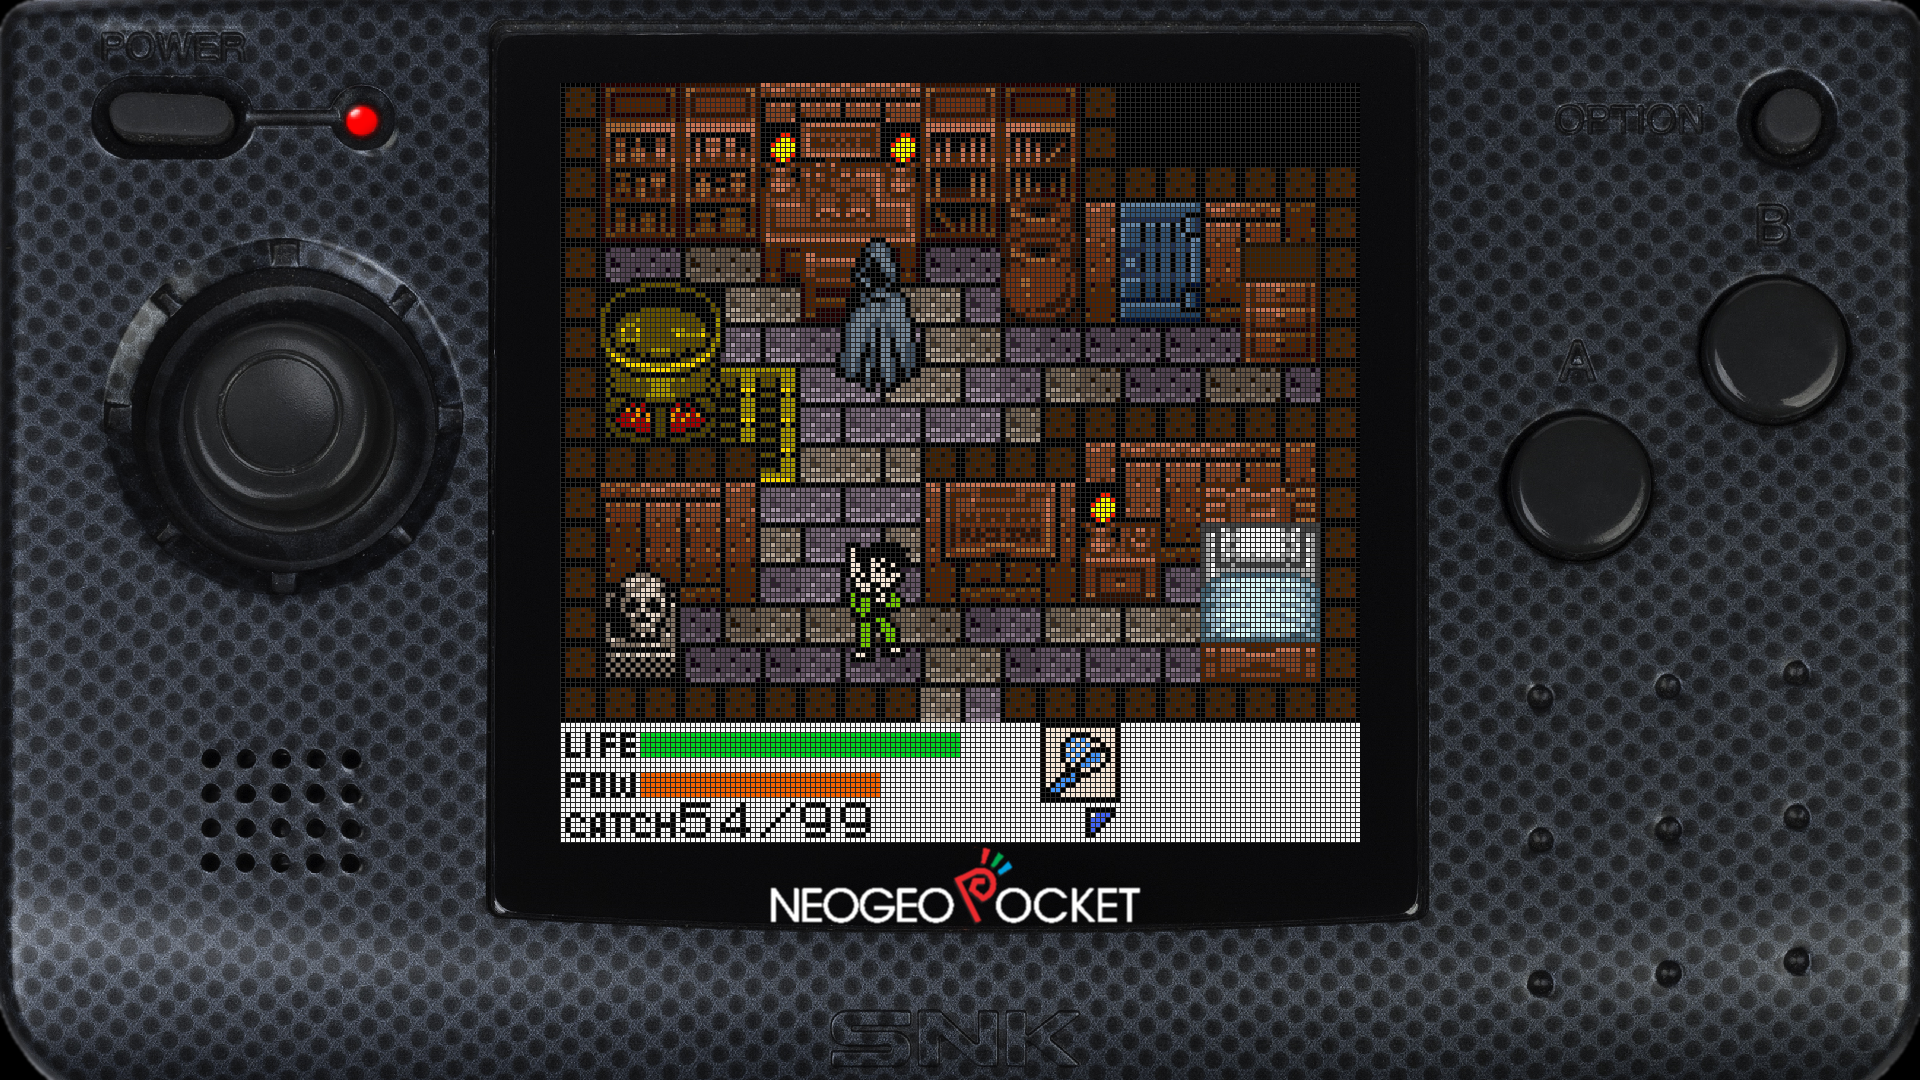 POWER
OPTION
B
A
LIFE
POW
CATCH54/99
NEOGEO POCKET
SNK